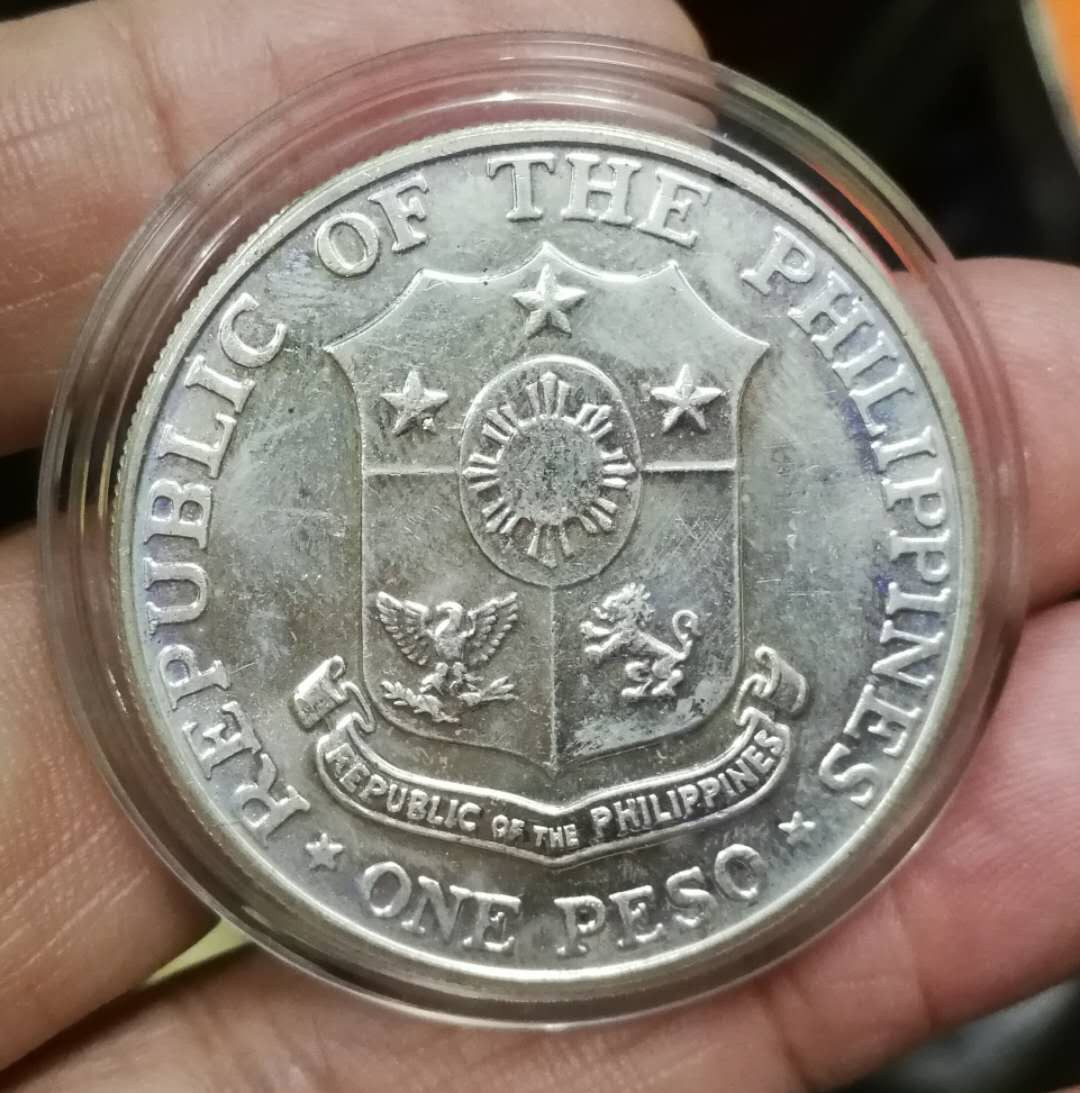 REPUBLIC OF THE PHILIPPINES
REPUBLIC OF THE PHILIPPINES
ONE PESO